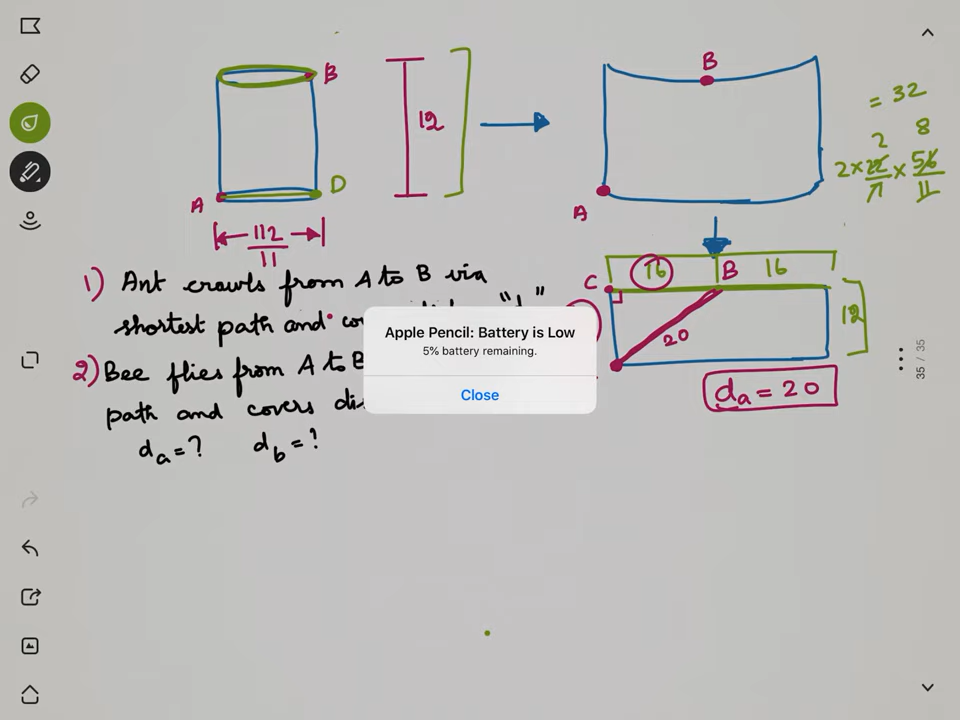 B
12
A
D
112
11
B
A
= 32
2 8
2 × 22 × 56
7 11
C 16 B 16
12
20
da = 20
1) Ant crawls from A to B via
shortest path and
2) Bee flies from A to B
path and covers
da = ? db = ?
Apple Pencil: Battery is Low
5% battery remaining.
Close
35 / 35